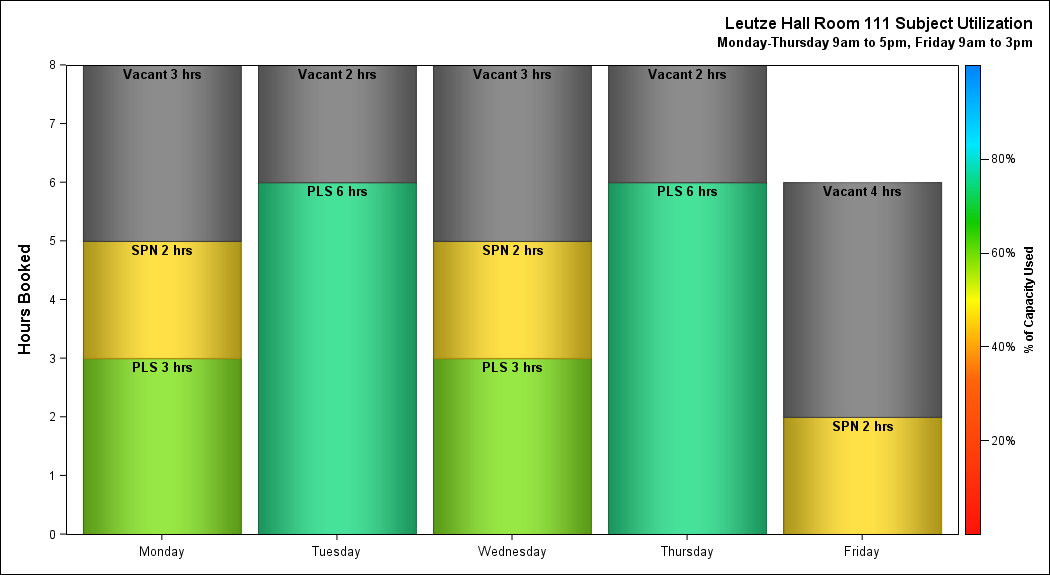 Leutze Hall Room 111 Subject Utilization
Monday-Thursday 9am to 5pm, Friday 9am to 3pm
Hours Booked
8
7
6
5
4
3
2
1
0
Vacant 3 hrs
SPN 2 hrs
PLS 3 hrs
Vacant 2 hrs
PLS 6 hrs
Vacant 3 hrs
SPN 2 hrs
PLS 3 hrs
Vacant 2 hrs
PLS 6 hrs
Vacant 4 hrs
SPN 2 hrs
Monday
Tuesday
Wednesday
Thursday
Friday
80%
60%
40%
20%
% of Capacity Used